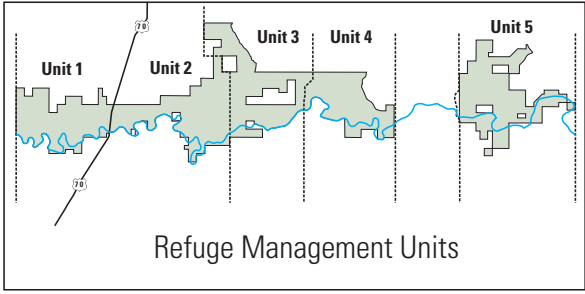 70
Unit 1
Unit 2
Unit 3
Unit 4
Unit 5
70
Refuge Management Units